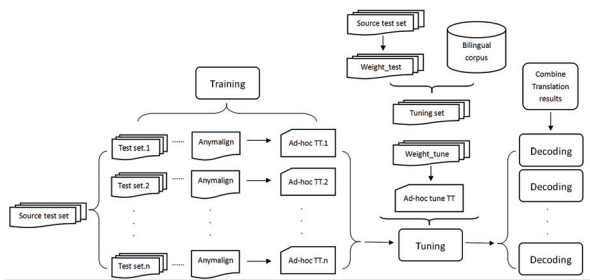 Source test set
Weight_test
Bilingual
corpus
Training
Combine
Translation
results
Tuning set
Test set.1
Anymalign
Ad-hoc TT.1
Weight_tune
Decoding
Test set.2
Anymalign
Ad-hoc TT.2
Decoding
Ad-hoc tune TT
Source test set
Tuning
Test set.n
Anymalign
Ad-hoc TT.n
Decoding